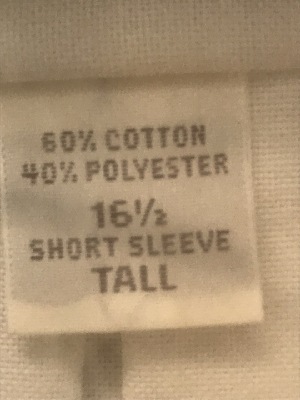 60% COTTON
40% POLYESTER
16½
SHORT SLEEVE
TALL